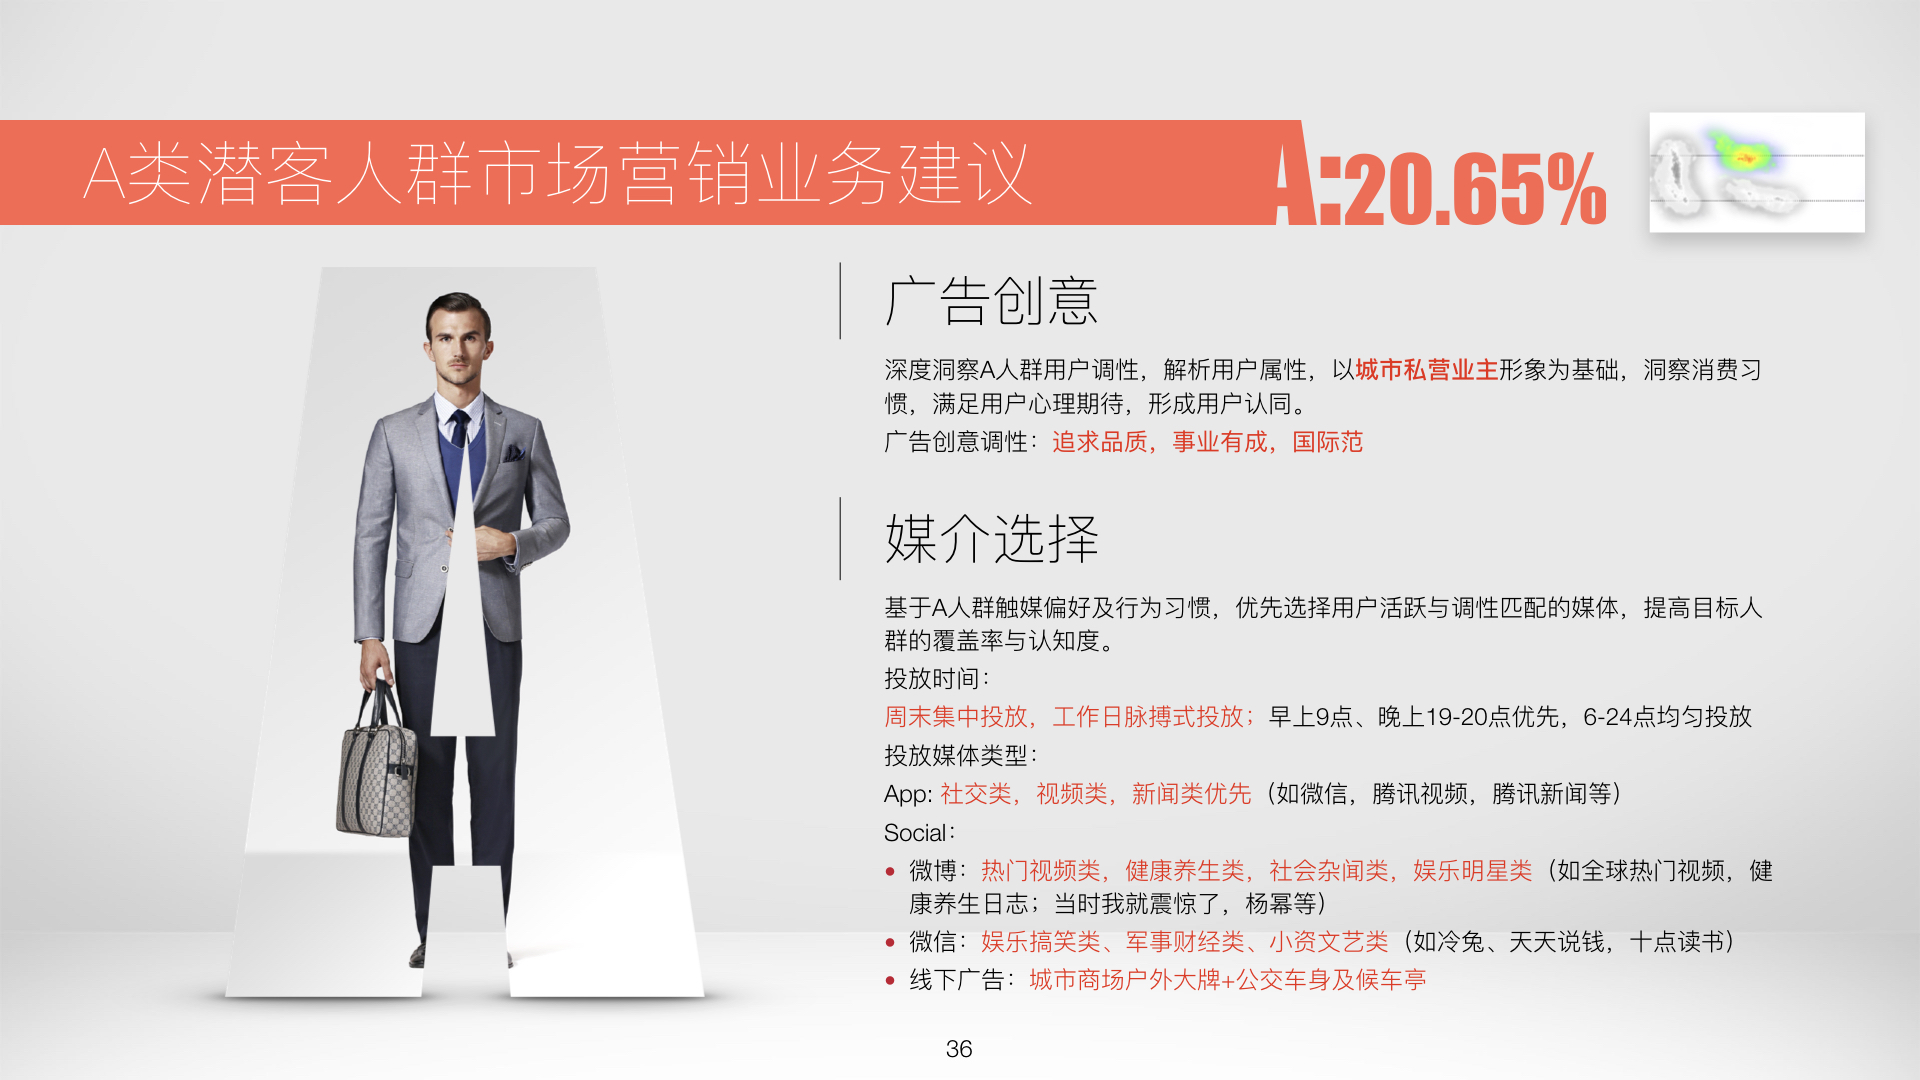 A类潜客人群市场营销业务建议
A:20.65%
广告创意
深度洞察A人群用户调性，解析用户属性，以城市私营业主形象为基础，洞察消费习
惯，满足用户心理期待，形成用户认同。
广告创意调性：追求品质，事业有成，国际范
媒介选择
基于A人群触媒偏好及行为习惯，优先选择用户活跃与调性匹配的媒体，提高目标人
群的覆盖率与认知度。
投放时间：
周末集中投放，工作日脉搏式投放；早上9点、晚上19-20点优先，6-24点均匀投放
投放媒体类型：
App: 社交类，视频类，新闻类优先（如微信，腾讯视频，腾讯新闻等）
Social：
• 微博：热门视频类，健康养生类，社会杂闻类，娱乐明星类（如全球热门视频，健
康养生日志；当时我就震惊了，杨幂等）
• 微信：娱乐搞笑类、军事财经类、小资文艺类（如冷兔、天天说钱，十点读书）
• 线下广告：城市商场户外大牌+公交车身及候车亭
36